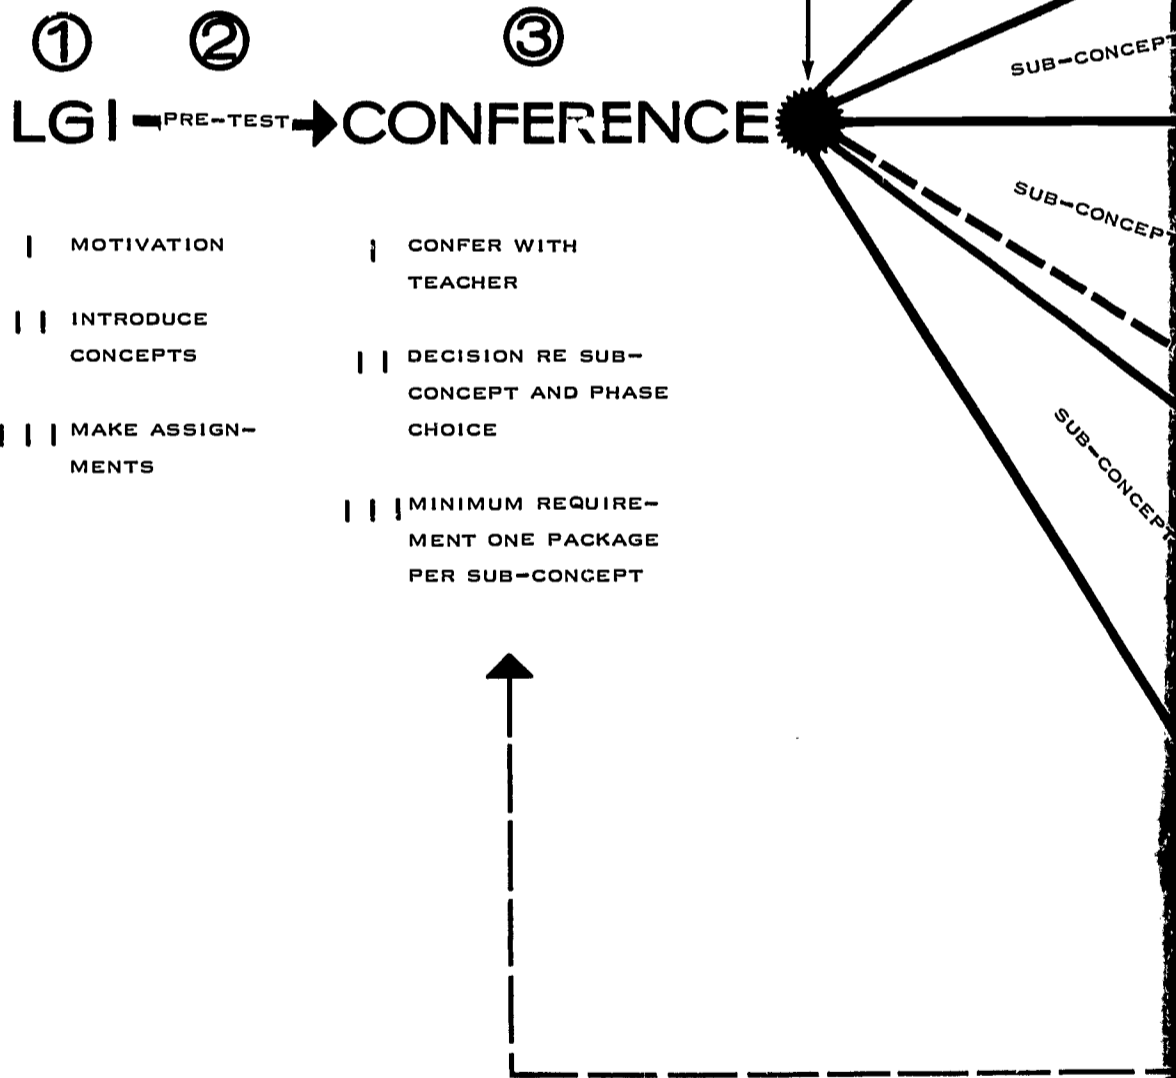 ① ② ③
LGI PRE-TEST CONFERENCE
I MOTIVATION
II INTRODUCE
CONCEPTS
III MAKE ASSIGN-
MENTS
I CONFER WITH
TEACHER
II DECISION RE SUB-
CONCEPT AND PHASE
CHOICE
III MINIMUM REQUIRE-
MENT ONE PACKAGE
PER SUB-CONCEPT
SUB-CONCEPT
SUB-CONCEPT
SUB-CONCEPT